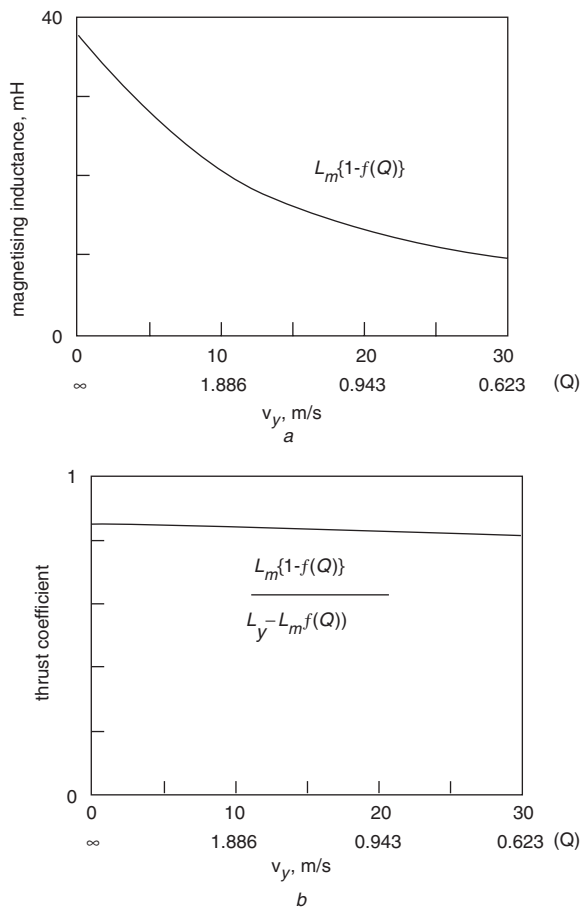 40
magnetising inductance, mH
L_m{1-f(Q)}
0
0 10 20 30
∞ 1.886 0.943 0.623 (Q)
v_y, m/s
a
1
thrust coefficient
L_m{1-f(Q)}
L_y–L_m f(Q))
0
0 10 20 30
∞ 1.886 0.943 0.623 (Q)
v_y, m/s
b